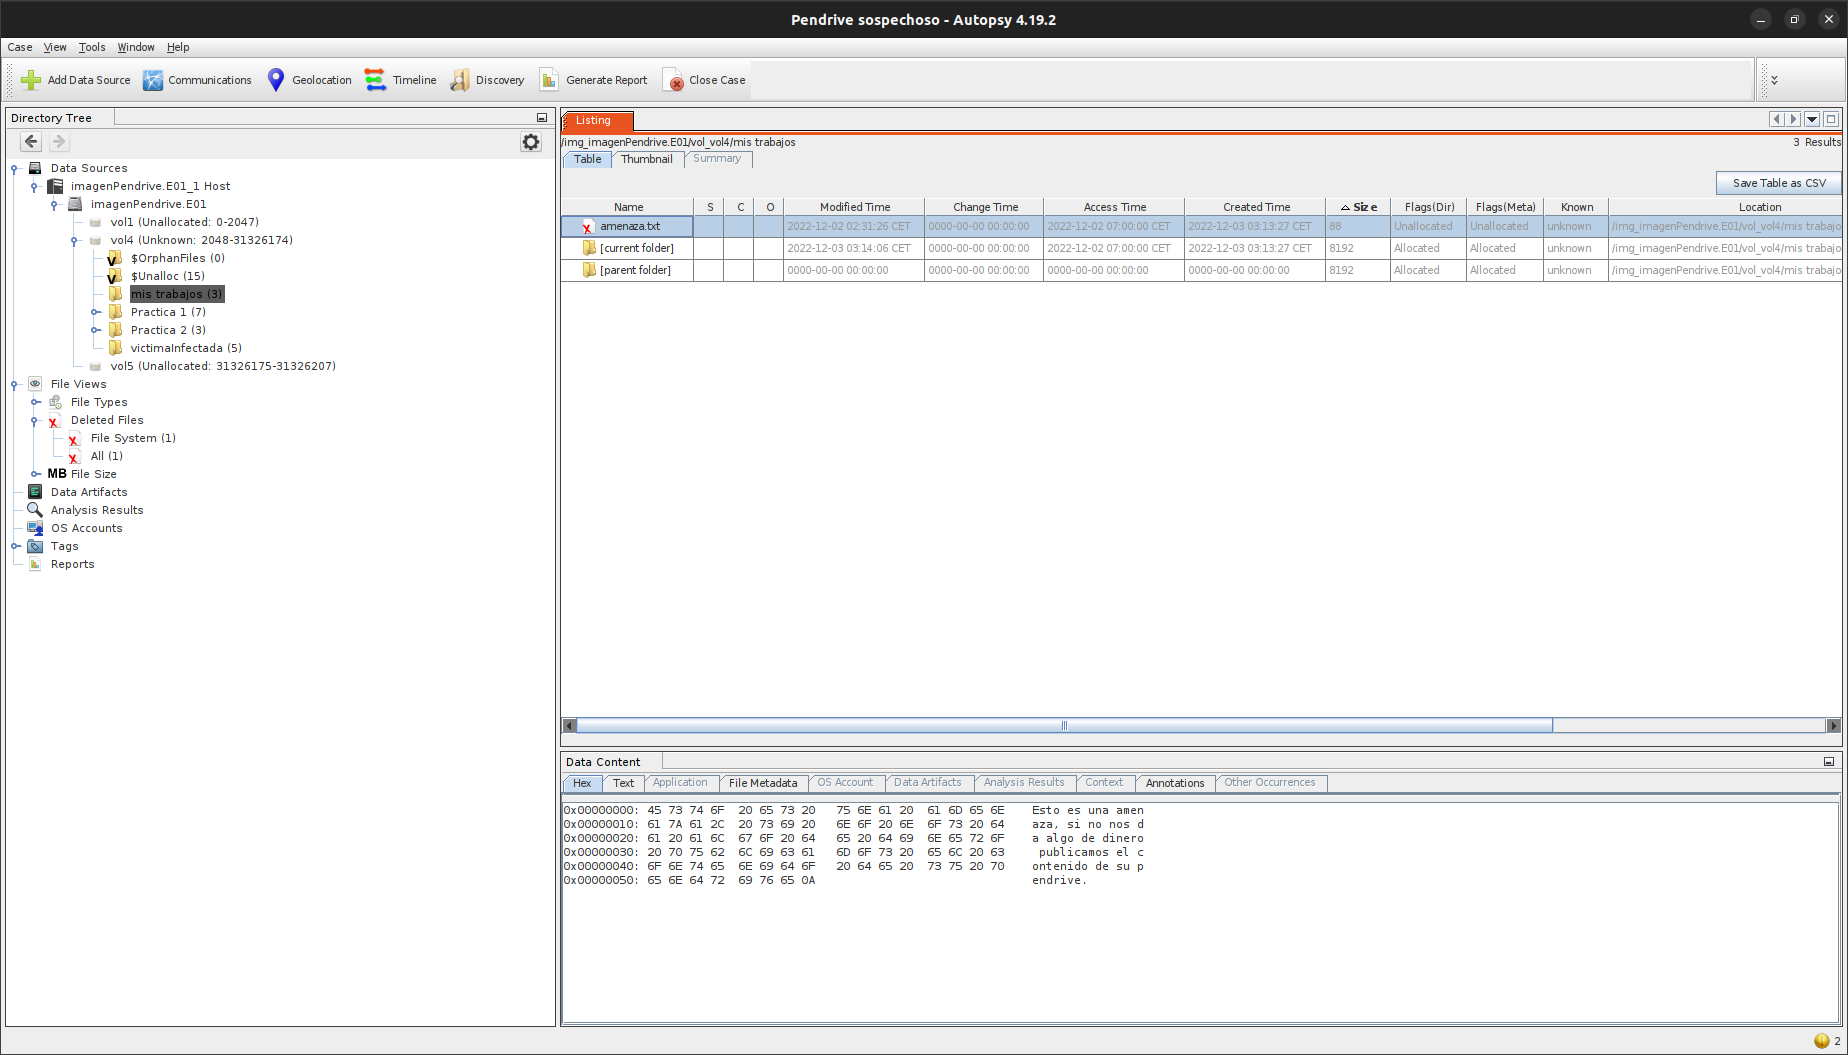 Pendrive sospechoso - Autopsy 4.19.2
Case View Tools Window Help
Add Data Source Communications Geolocation Timeline Discovery Generate Report Close Case
Directory Tree
Data Sources
imagenPendrive.E01_1 Host
imagenPendrive.E01
vol1 (Unallocated: 0-2047)
vol4 (Unknown: 2048-31326174)
$OrphanFiles (0)
$Unalloc (15)
mis trabajos (3)
Practica 1 (7)
Practica 2 (3)
victimaInfectada (5)
vol5 (Unallocated: 31326175-31326207)
File Views
File Types
Deleted Files
File System (1)
All (1)
MB File Size
Data Artifacts
Analysis Results
OS Accounts
Tags
Reports
Listing
/img_imagenPendrive.E01/vol_vol4/mis trabajos 3 Results
Table Thumbnail Summary
Save Table as CSV
Name S C O Modified Time Change Time Access Time Created Time Size Flags(Dir) Flags(Meta) Known Location
amenaza.txt 2022-12-02 02:31:26 CET 0000-00-00 00:00:00 2022-12-02 07:00:00 CET 2022-12-03 03:13:27 CET 88 Unallocated Unallocated unknown /img_imagenPendrive.E01/vol_vol4/mis trabajo
[current folder] 2022-12-03 03:14:06 CET 0000-00-00 00:00:00 2022-12-02 07:00:00 CET 2022-12-03 03:13:27 CET 8192 Allocated Allocated unknown /img_imagenPendrive.E01/vol_vol4/mis trabajo
[parent folder] 0000-00-00 00:00:00 0000-00-00 00:00:00 0000-00-00 00:00:00 0000-00-00 00:00:00 8192 Allocated Allocated unknown /img_imagenPendrive.E01/vol_vol4/mis trabajo
Data Content
Hex Text Application File Metadata OS Account Data Artifacts Analysis Results Context Annotations Other Occurrences
0x00000000: 45 73 74 6F 20 65 73 20 75 6E 61 20 61 6D 65 6E Esto es una amen
0x00000010: 61 7A 61 2C 20 73 69 20 6E 6F 20 6E 6F 73 20 64 aza, si no nos d
0x00000020: 61 20 61 6C 67 6F 20 64 65 20 64 69 6E 65 72 6F a algo de dinero
0x00000030: 20 70 75 62 6C 69 63 61 6D 6F 73 20 65 6C 20 63 publicamos el c
0x00000040: 6F 6E 74 65 6E 69 64 6F 20 64 65 20 73 75 20 70 ontenido de su p
0x00000050: 65 6E 64 72 69 76 65 0A endrive.
2